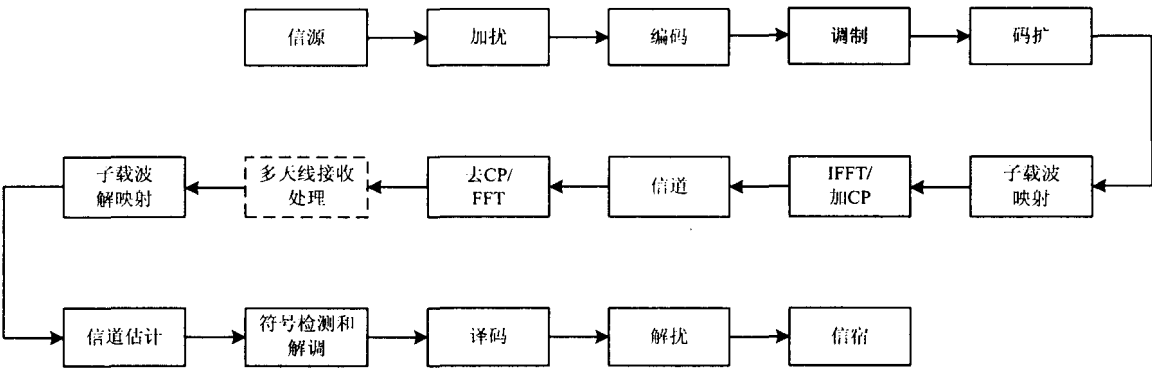 信源
加扰
编码
调制
码扩
子载波
解映射
多天线接收
处理
去CP/
FFT
信道
IFFT/
加CP
子载波
映射
信道估计
符号检测和
解调
译码
解扰
信宿